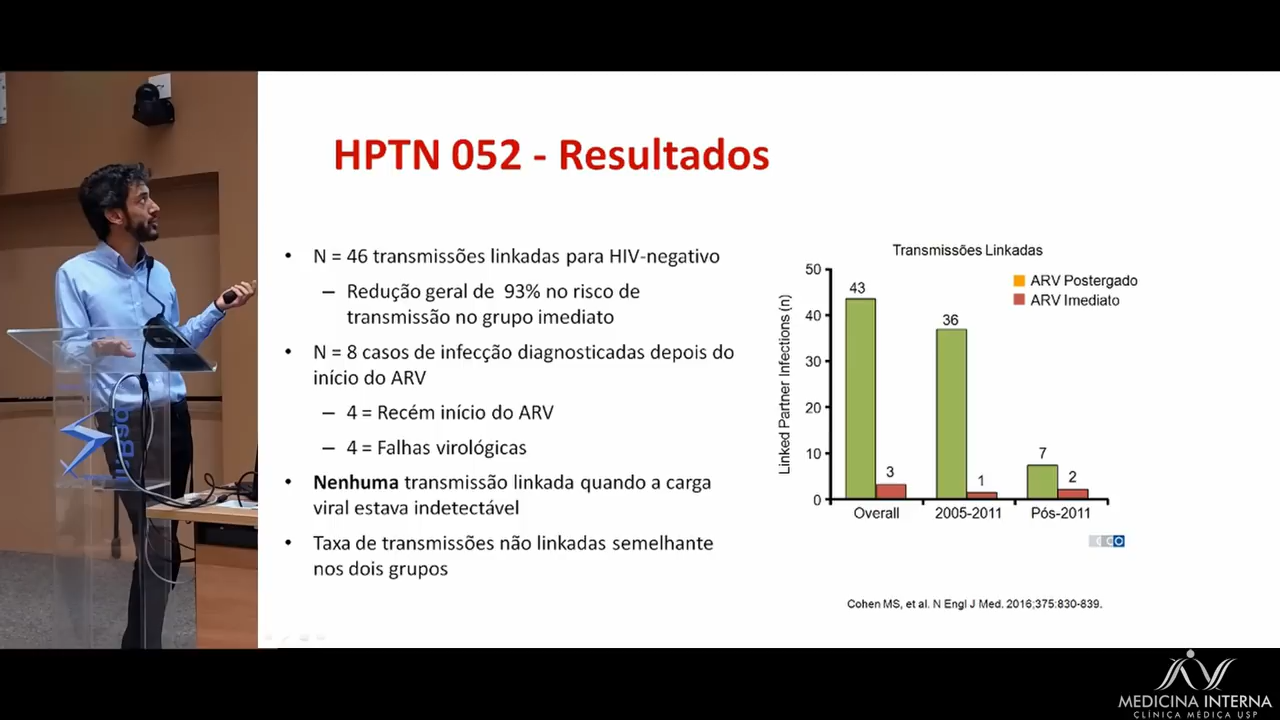 HPTN 052 - Resultados
• N = 46 transmissões linkadas para HIV-negativo
– Redução geral de 93% no risco de
transmissão no grupo imediato
• N = 8 casos de infecção diagnosticadas depois do
início do ARV
– 4 = Recém início do ARV
– 4 = Falhas virológicas
• Nenhuma transmissão linkada quando a carga
viral estava indetectável
• Taxa de transmissões não linkadas semelhante
nos dois grupos
Transmissões Linkadas
ARV Postergado
ARV Imediato
Linked Partner Infections (n)
50
40
30
20
10
0
43
3
36
1
7
2
Overall
2005-2011
Pós-2011
Cohen MS, et al. N Engl J Med. 2016;375:830-839.
MEDICINA INTERNA
CLÍNICA MÉDICA USP